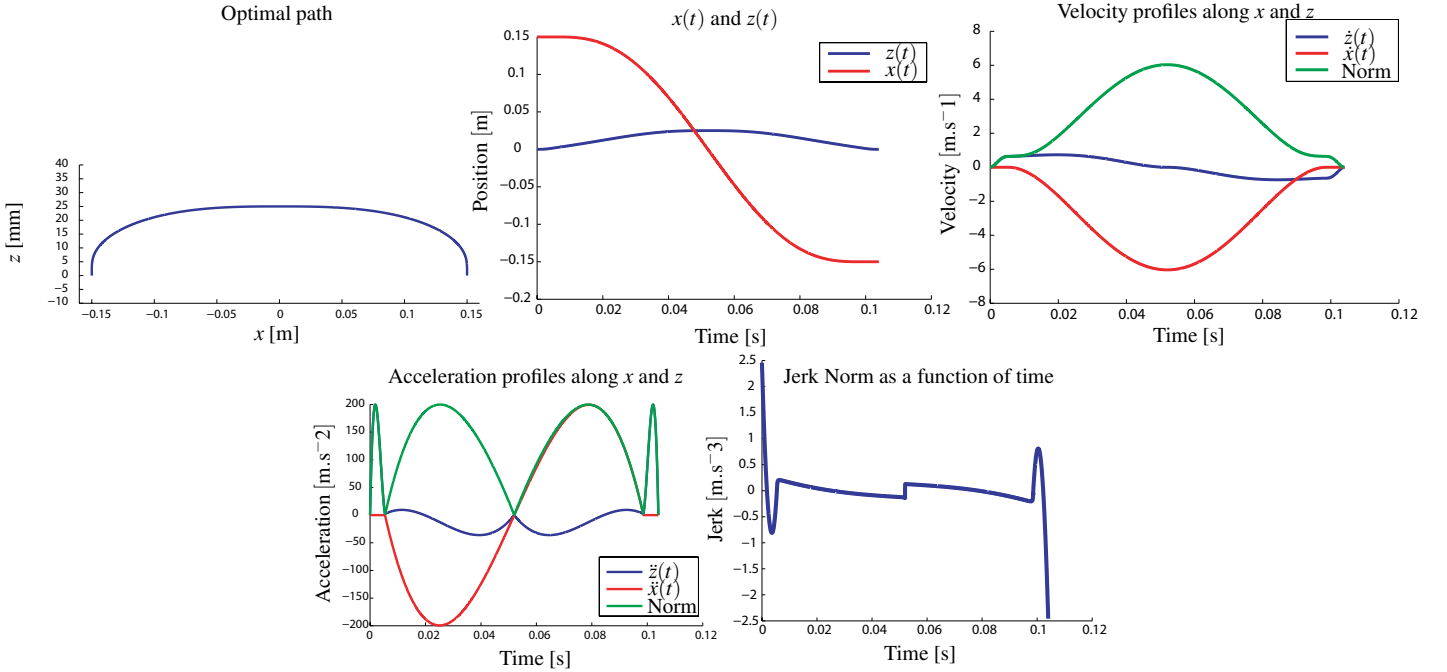 Optimal path
z [mm]
40
35
30
25
20
15
10
5
0
−5
−10
−0.15 −0.1 −0.05 0 0.05 0.1 0.15
x [m]
x(t) and z(t)
Position [m]
0.15
0.1
0.05
0
−0.05
−0.1
−0.15
−0.2
z(t)
x(t)
0 0.02 0.04 0.06 0.08 0.1 0.12
Time [s]
Velocity profiles along x and z
Velocity [m.s−1]
8
6
4
2
0
−2
−4
−6
−8
ż(t)
ẋ(t)
Norm
0 0.02 0.04 0.06 0.08 0.1 0.12
Time [s]
Acceleration profiles along x and z
Acceleration [m.s−2]
200
150
100
50
0
−50
−100
−150
−200
z̈(t)
ẍ(t)
Norm
0 0.02 0.04 0.06 0.08 0.1 0.12
Time [s]
Jerk Norm as a function of time
Jerk [m.s−3]
2.5
2
1.5
1
0.5
0
−0.5
−1
−1.5
−2
−2.5
0 0.02 0.04 0.06 0.08 0.1 0.12
Time [s]